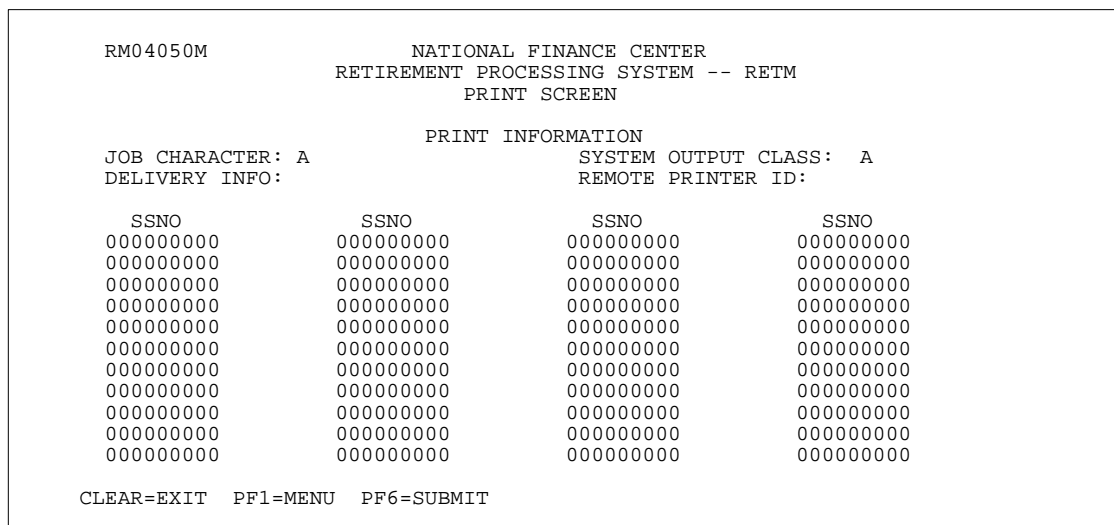 RM04050M NATIONAL FINANCE CENTER
RETIREMENT PROCESSING SYSTEM -- RETM
PRINT SCREEN
PRINT INFORMATION
JOB CHARACTER: A SYSTEM OUTPUT CLASS: A
DELIVERY INFO: REMOTE PRINTER ID:
SSNO SSNO SSNO SSNO
000000000 000000000 000000000 000000000
000000000 000000000 000000000 000000000
000000000 000000000 000000000 000000000
000000000 000000000 000000000 000000000
000000000 000000000 000000000 000000000
000000000 000000000 000000000 000000000
000000000 000000000 000000000 000000000
000000000 000000000 000000000 000000000
000000000 000000000 000000000 000000000
000000000 000000000 000000000 000000000
000000000 000000000 000000000 000000000
CLEAR=EXIT PF1=MENU PF6=SUBMIT